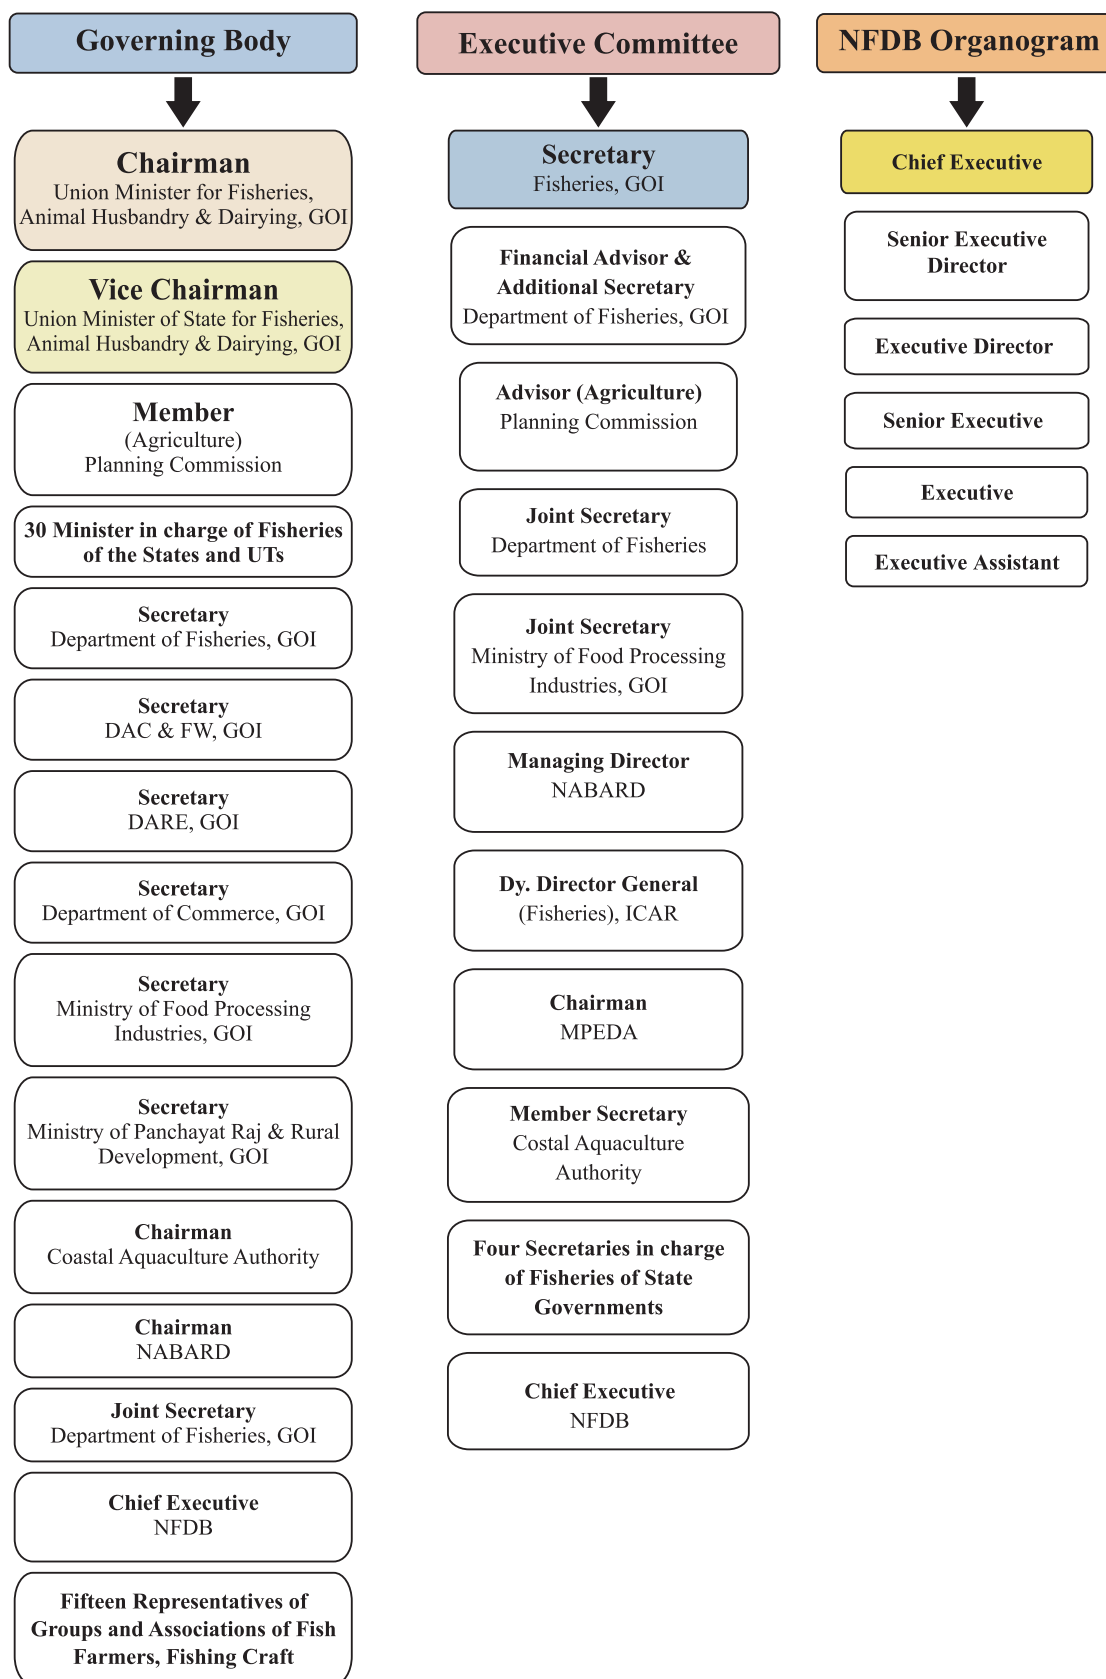 Governing Body
Chairman
Union Minister for Fisheries,
Animal Husbandry & Dairying, GOI
Vice Chairman
Union Minister of State for Fisheries,
Animal Husbandry & Dairying, GOI
Member
(Agriculture)
Planning Commission
30 Minister in charge of Fisheries
of the States and UTs
Secretary
Department of Fisheries, GOI
Secretary
DAC & FW, GOI
Secretary
DARE, GOI
Secretary
Department of Commerce, GOI
Secretary
Ministry of Food Processing
Industries, GOI
Secretary
Ministry of Panchayat Raj & Rural
Development, GOI
Chairman
Coastal Aquaculture Authority
Chairman
NABARD
Joint Secretary
Department of Fisheries, GOI
Chief Executive
NFDB
Fifteen Representatives of
Groups and Associations of Fish
Farmers, Fishing Craft
Executive Committee
Secretary
Fisheries, GOI
Financial Advisor &
Additional Secretary
Department of Fisheries, GOI
Advisor (Agriculture)
Planning Commission
Joint Secretary
Department of Fisheries
Joint Secretary
Ministry of Food Processing
Industries, GOI
Managing Director
NABARD
Dy. Director General
(Fisheries), ICAR
Chairman
MPEDA
Member Secretary
Costal Aquaculture
Authority
Four Secretaries in charge
of Fisheries of State
Governments
Chief Executive
NFDB
NFDB Organogram
Chief Executive
Senior Executive
Director
Executive Director
Senior Executive
Executive
Executive Assistant